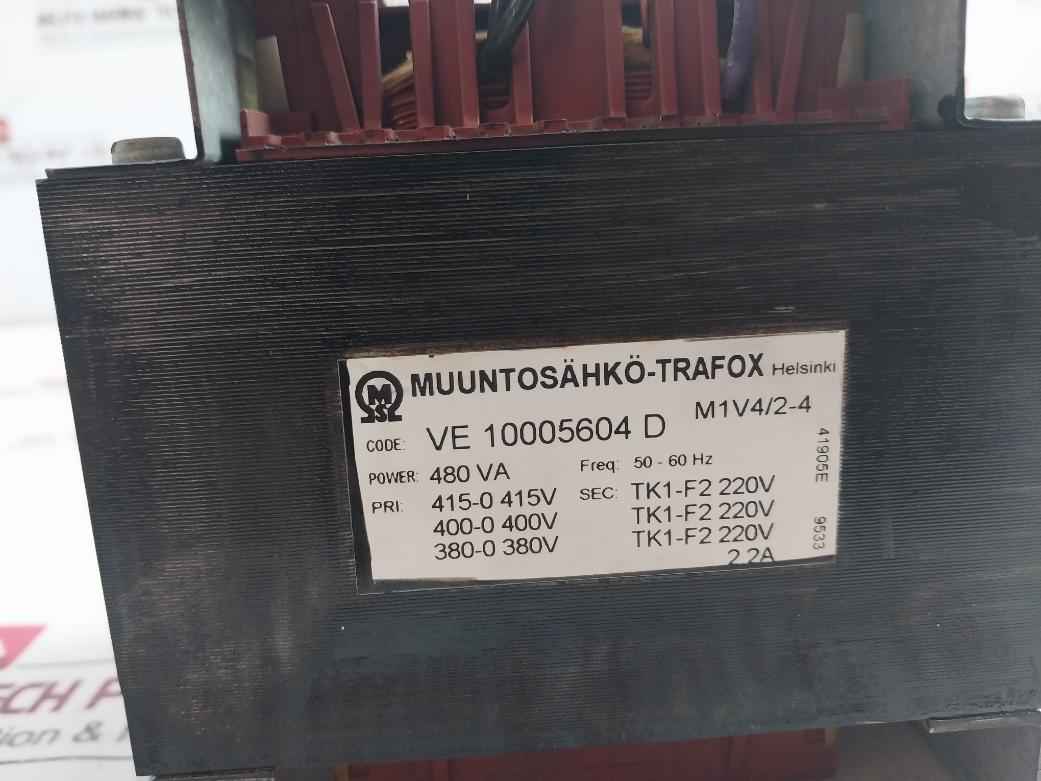 MUUNTOSÄHKÖ-TRAFOX Helsinki
M S
M1V4/2-4
CODE: VE 10005604 D
POWER: 480 VA Freq: 50 - 60 Hz
PRI: 415-0 415V SEC: TK1-F2 220V
400-0 400V TK1-F2 220V
380-0 380V TK1-F2 220V
2.2A
41905E 9533
TECH